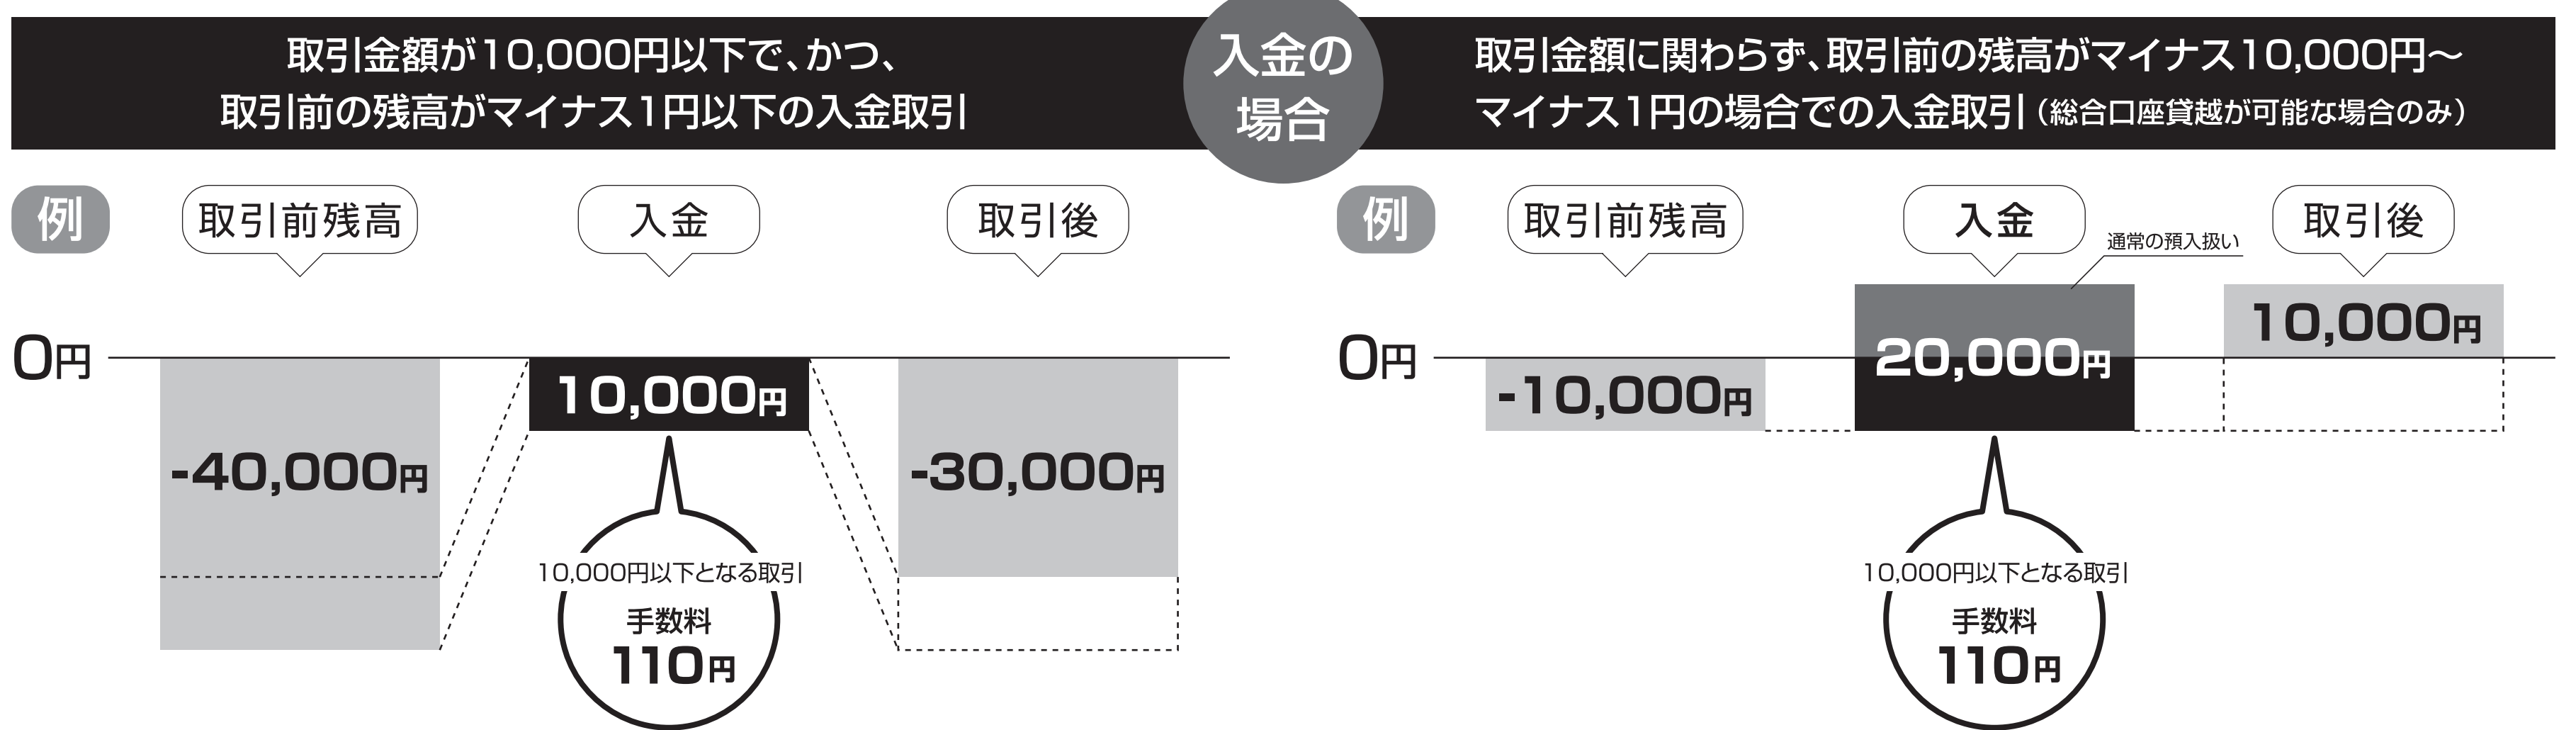 取引金額が10,000円以下で、かつ、
取引前の残高がマイナス1円以下の入金取引
入金の
場合
取引金額に関わらず、取引前の残高がマイナス10,000円〜
マイナス1円の場合での入金取引（総合口座貸越が可能な場合のみ）
例
取引前残高
入金
取引後
0円
-40,000円
10,000円
-30,000円
10,000円以下となる取引
手数料
110円
例
取引前残高
入金
通常の預入扱い
取引後
0円
-10,000円
20,000円
10,000円
10,000円以下となる取引
手数料
110円